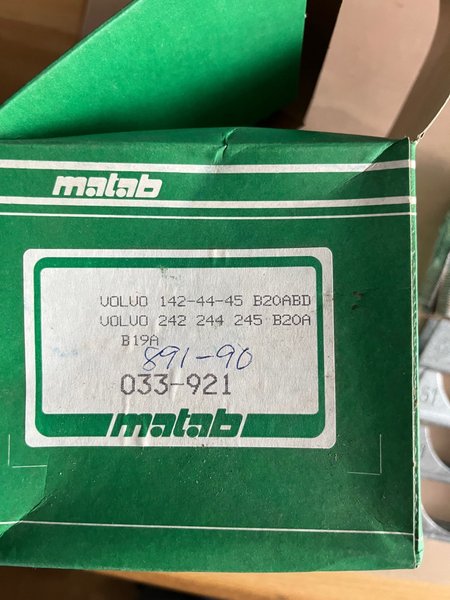 matab
VOLVO 142-44-45 B20ABD
VOLVO 242 244 245 B20A
B19A
891-90
033-921
matab